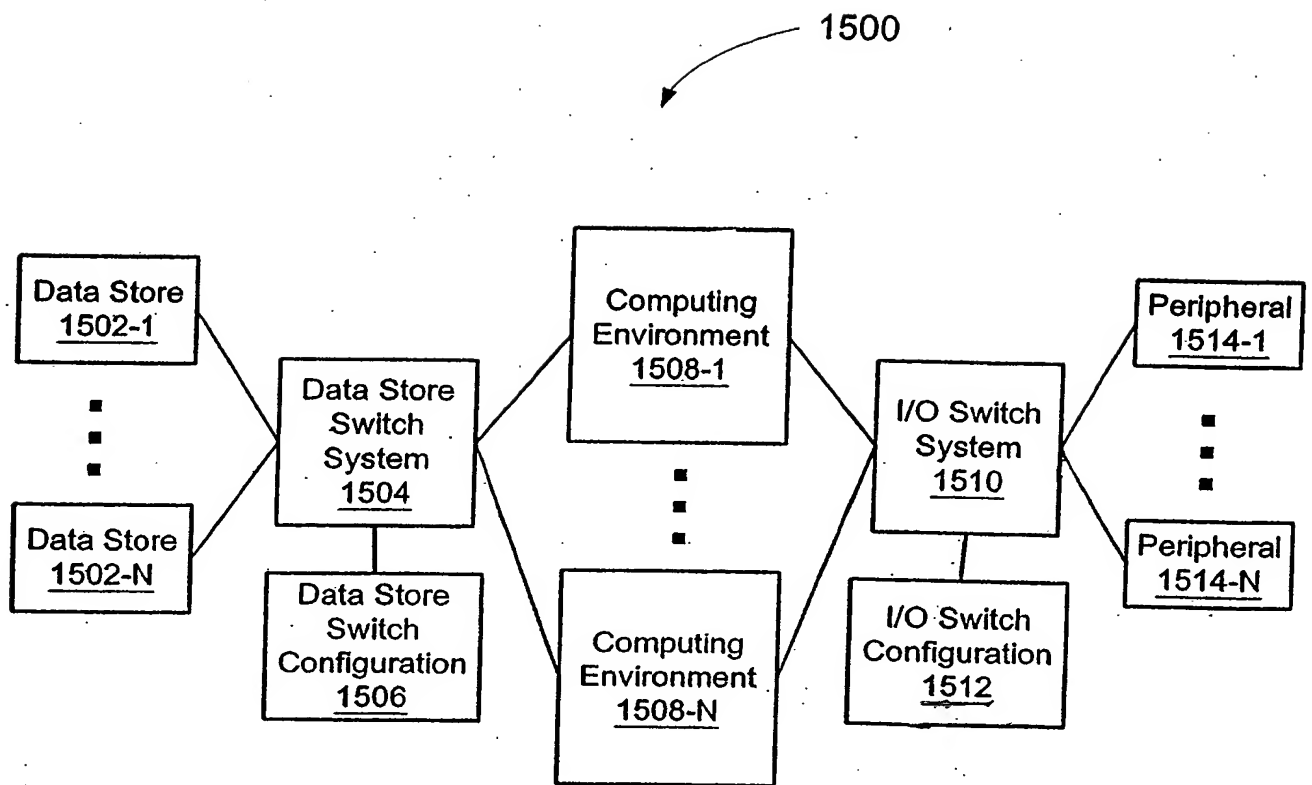 1500
Data Store
1502-1
Data Store
1502-N
Data Store
Switch
System
1504
Data Store
Switch
Configuration
1506
Computing
Environment
1508-1
Computing
Environment
1508-N
I/O Switch
System
1510
I/O Switch
Configuration
1512
Peripheral
1514-1
Peripheral
1514-N